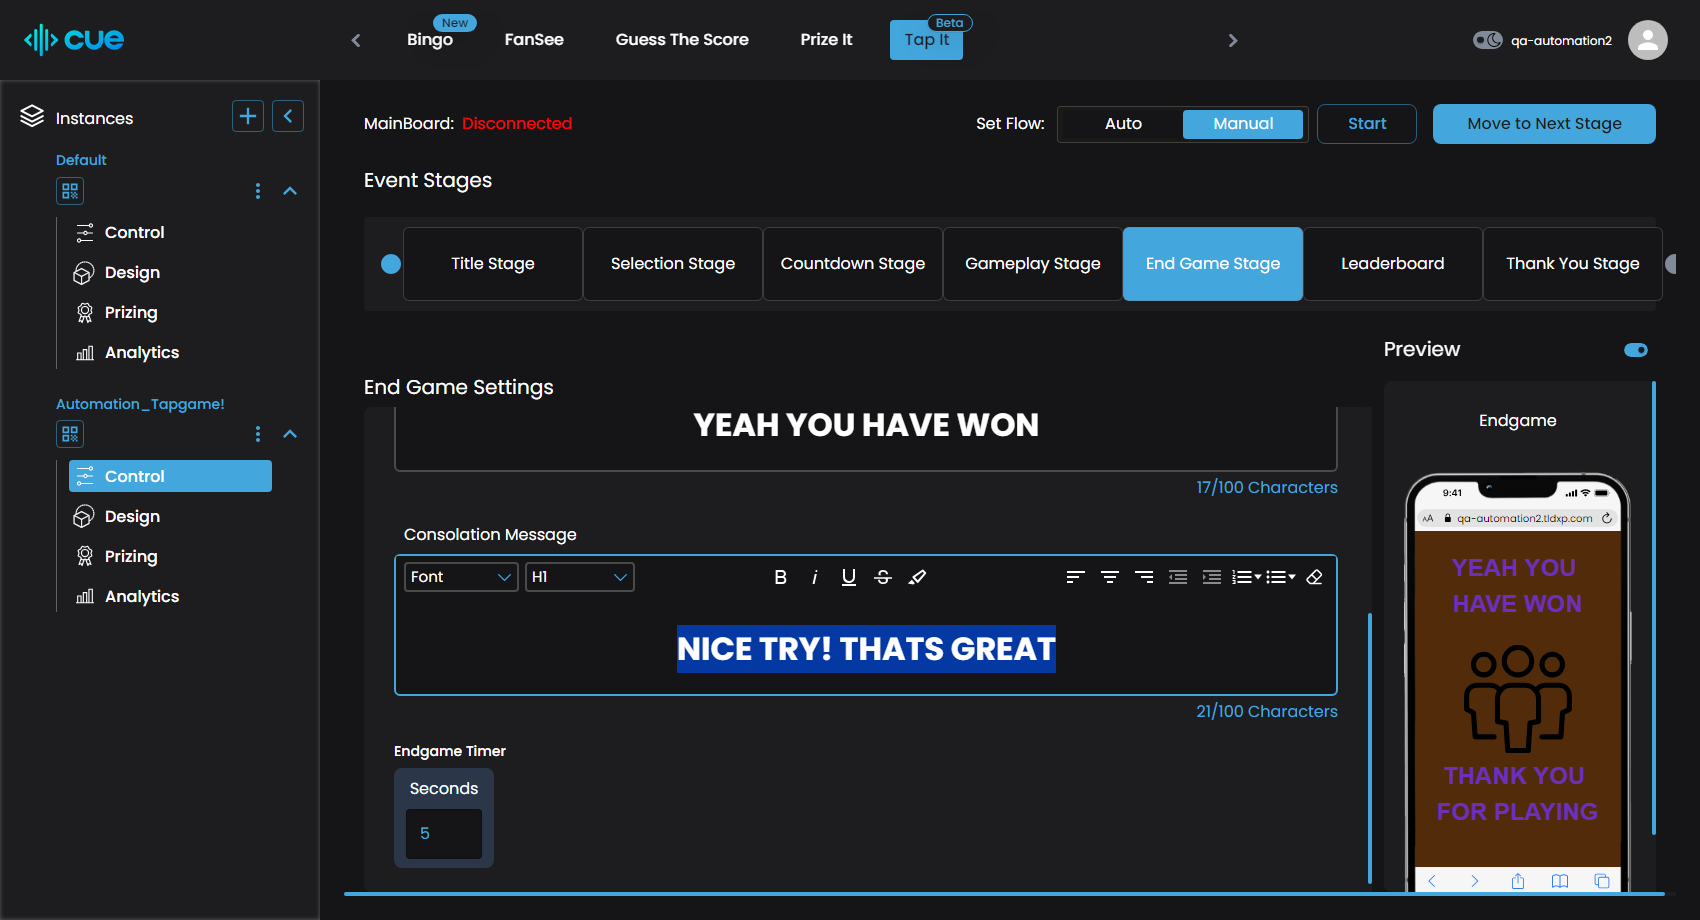 cue
New
Bingo
FanSee
Guess The Score
Prize It
Beta
Tap It
qa-automation2
Instances
Default
Control
Design
Prizing
Analytics
Automation_Tapgame!
Control
Design
Prizing
Analytics
MainBoard: Disconnected
Set Flow:
Auto
Manual
Start
Move to Next Stage
Event Stages
Title Stage
Selection Stage
Countdown Stage
Gameplay Stage
End Game Stage
Leaderboard
Thank You Stage
End Game Settings
YEAH YOU HAVE WON
17/100 Characters
Consolation Message
Font
H1
B
i
U
S
NICE TRY! THATS GREAT
21/100 Characters
Endgame Timer
Seconds
5
Preview
Endgame
9:41
AA
qa-automation2.tldxp.com
YEAH YOU
HAVE WON
THANK YOU
FOR PLAYING